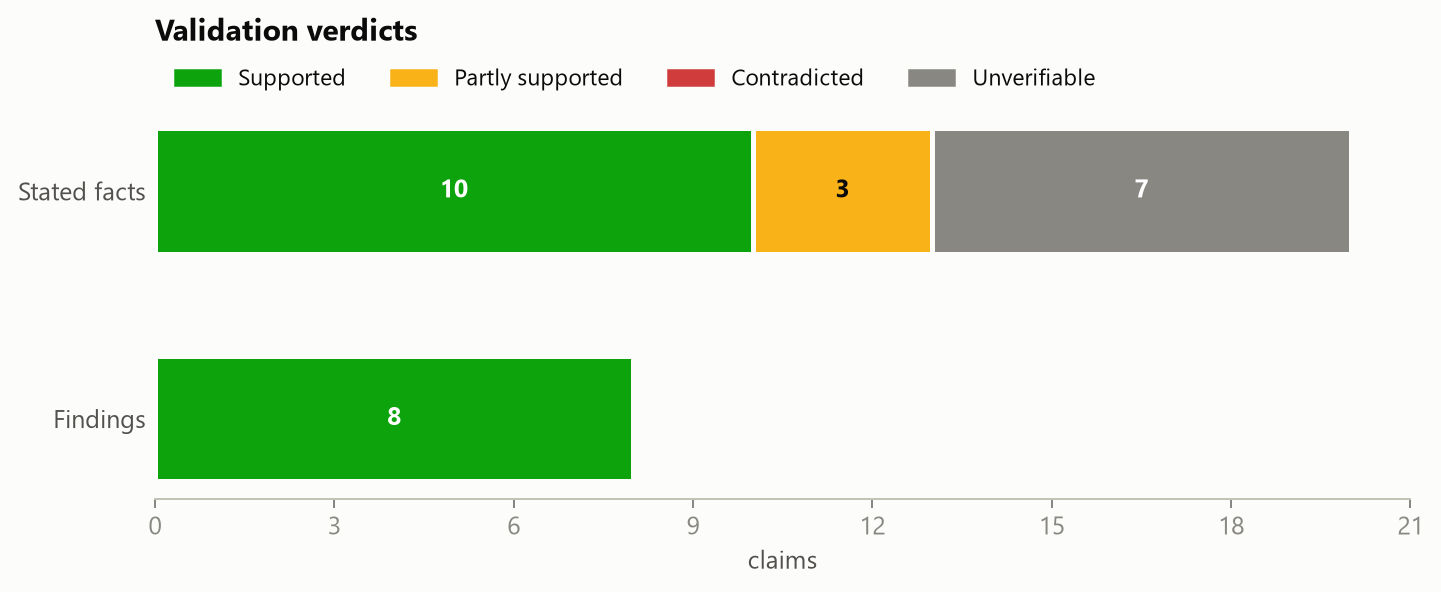 Validation verdicts
Supported Partly supported Contradicted Unverifiable
Stated facts 10 3 7
Findings 8
0 3 6 9 12 15 18 21
claims